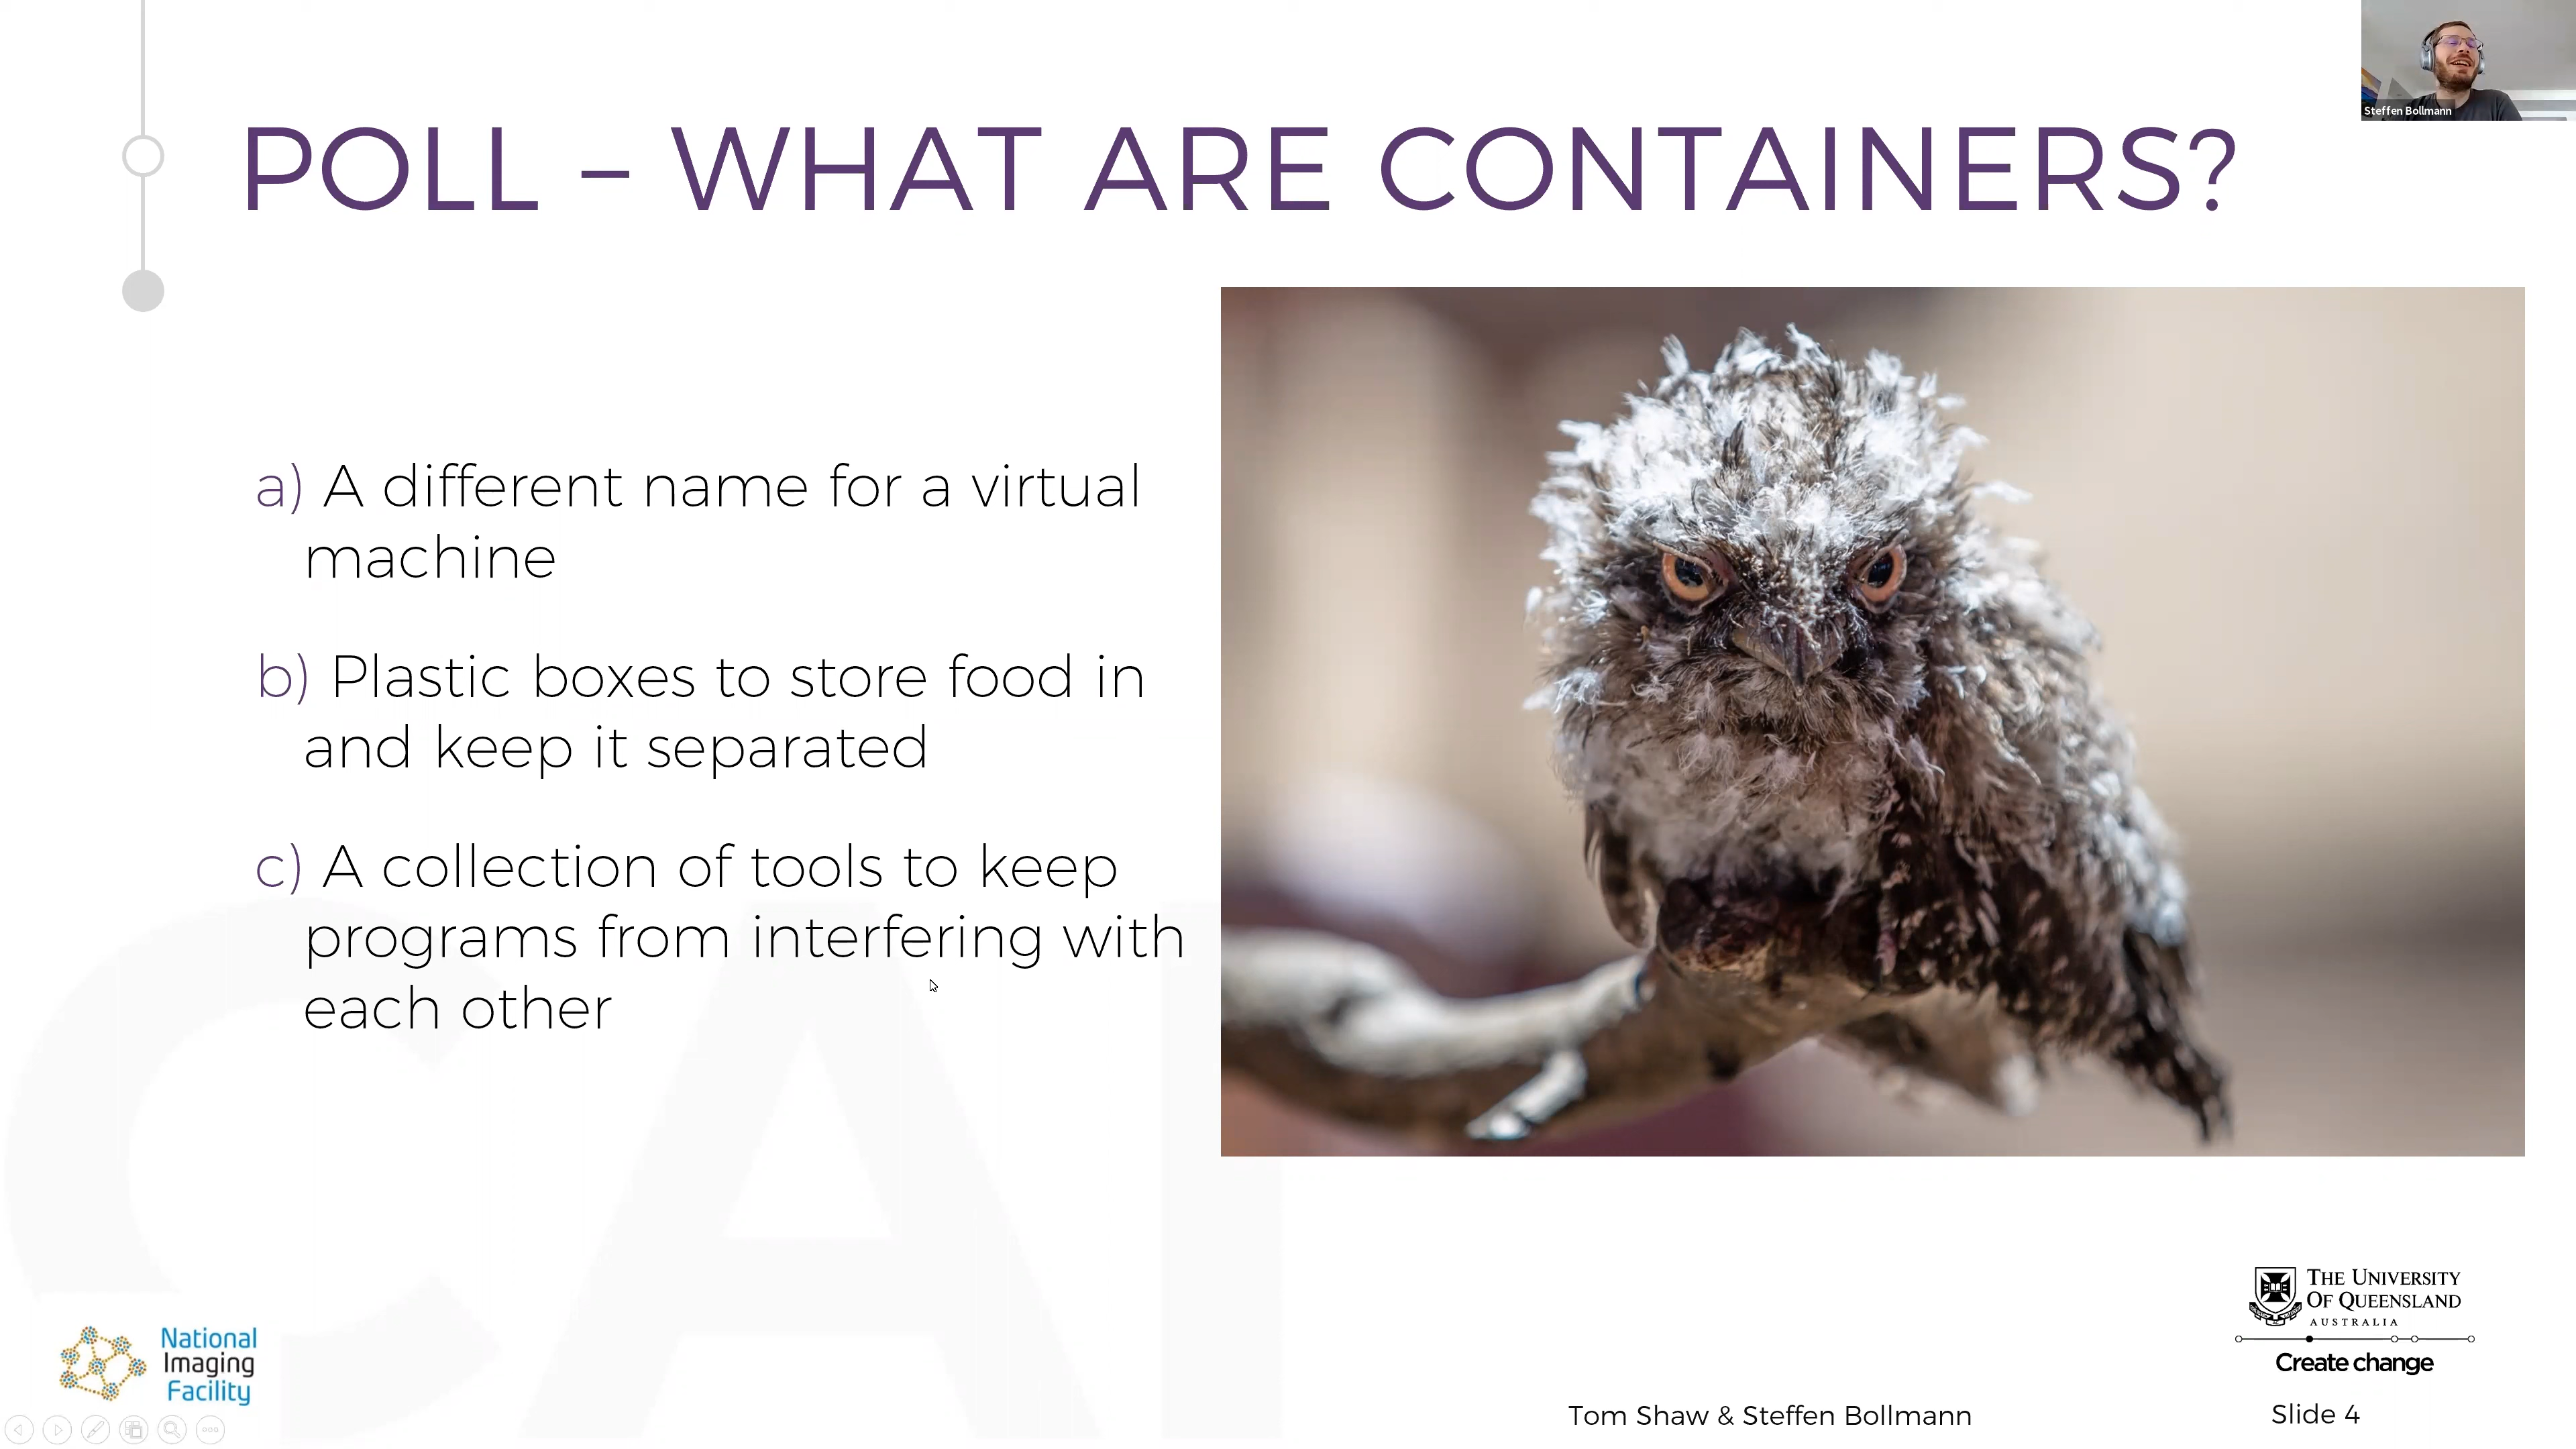 Steffen Bollmann
POLL – WHAT ARE CONTAINERS?
a) A different name for a virtual
machine
b) Plastic boxes to store food in
and keep it separated
c) A collection of tools to keep
programs from interfering with
each other
CAI
National
Imaging
Facility
THE UNIVERSITY
OF QUEENSLAND
AUSTRALIA
Create change
Tom Shaw & Steffen Bollmann
Slide 4